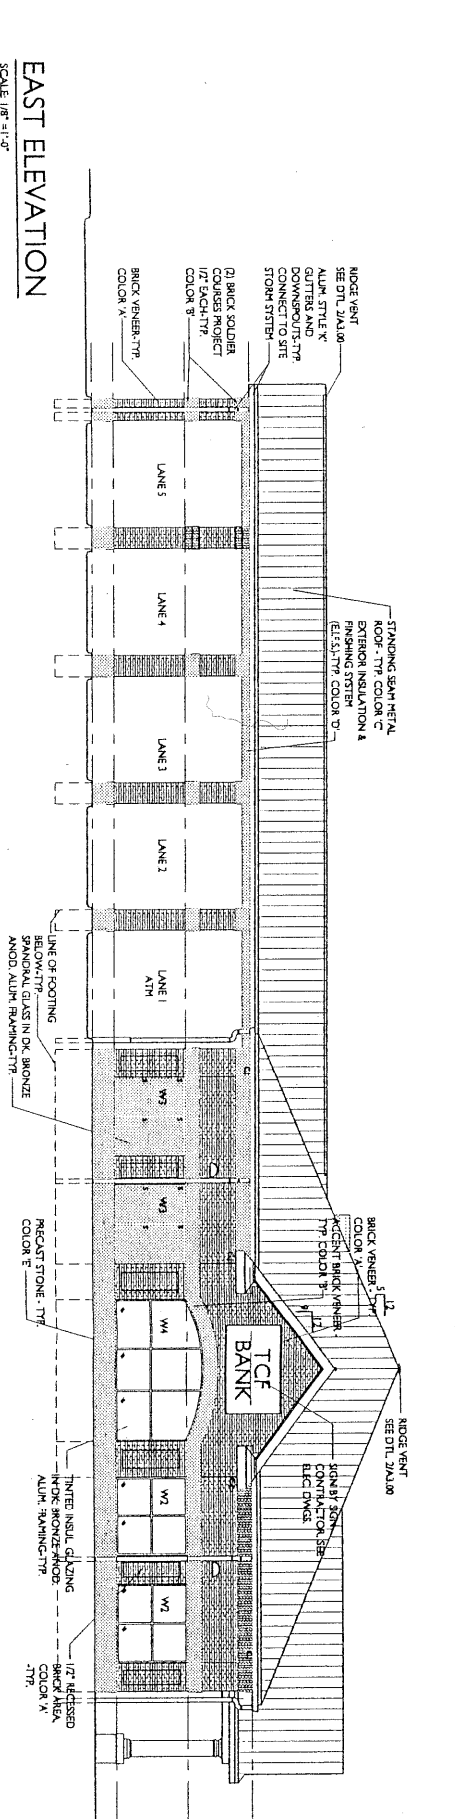 RIDGE VENT
SEE DTL. 2/A3.00
ALUM. STYLE 'K'
GUTTERS AND
DOWNSPOUTS-TYP.
CONNECT TO SITE
STORM SYSTEM
(2) BRICK SOLDIER
COURSES PROJECT
1/2" EACH-TYP.
COLOR 'B'
BRICK VENEER-TYP.
COLOR 'A'
STANDING SEAM METAL
ROOF - TYP. COLOR 'C'
EXTERIOR INSULATION &
FINISHING SYSTEM
(E.I.F.S.)-TYP. COLOR 'D'
BRICK VENEER - TYP.
COLOR 'A'
ACCENT BRICK VENEER -
TYP. COLOR 'B'
5
12
9
12
RIDGE VENT
SEE DTL. 2/A3.00
SIGN BY SIGN
CONTRACTOR. SEE
ELEC. DWGS.
TCF
BANK
LANE 5
LANE 4
LANE 3
LANE 2
LANE 1
ATM
W3
W3
W4
W2
W2
S
S
S
S
S
S
S
S
LINE OF FOOTING
BELOW-TYP.
SPANDRAL GLASS IN DK. BRONZE
ANOD. ALUM. FRAMING-TYP.
PRECAST STONE - TYP.
COLOR 'E'
TINTED INSUL. GLAZING
IN DK. BRONZE ANOD.
ALUM. FRAMING-TYP.
1/2" RECESSED
BRICK AREA,
COLOR 'A'
-TYP.
EAST ELEVATION
SCALE: 1/8" = 1'-0"